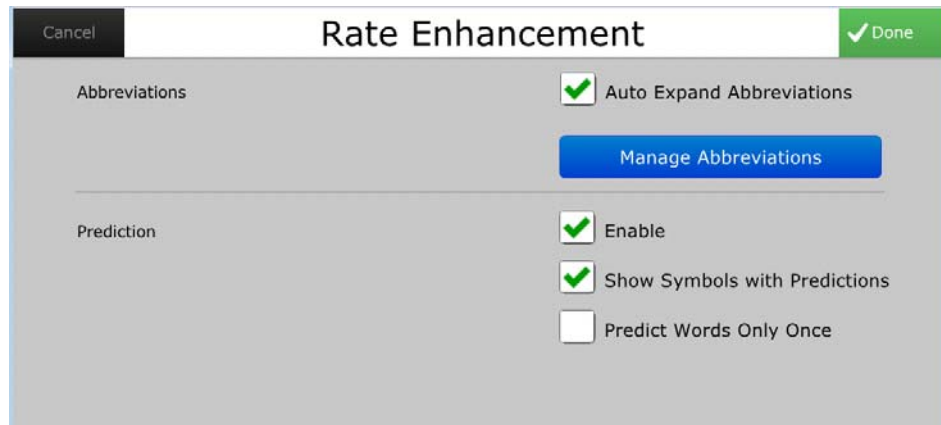 Cancel
Rate Enhancement
Done
Abbreviations
Auto Expand Abbreviations
Manage Abbreviations
Prediction
Enable
Show Symbols with Predictions
Predict Words Only Once